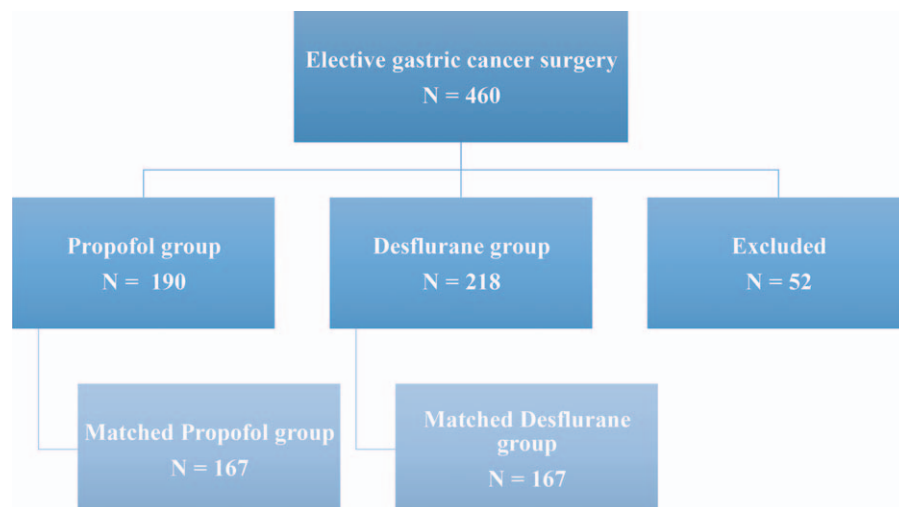 Elective gastric cancer surgery
N = 460
Propofol group
N = 190
Desflurane group
N = 218
Excluded
N = 52
Matched Propofol group
N = 167
Matched Desflurane
group
N = 167